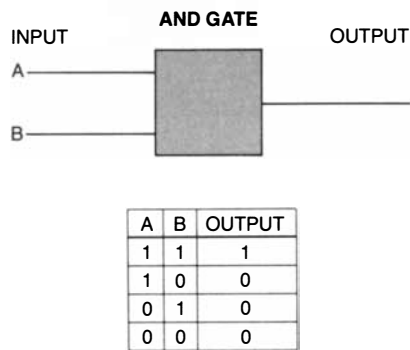 AND GATE
INPUT OUTPUT
A
B
A B OUTPUT
1 1 1
1 0 0
0 1 0
0 0 0